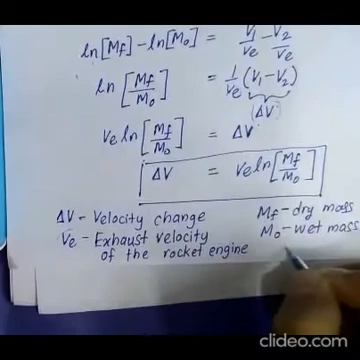 ln[Mf] - ln[Mo] = V1/Ve - V2/Ve
ln[Mf/Mo] = 1/Ve (V1 - V2)
(ΔV)
Ve ln[Mf/Mo] = ΔV
ΔV = Ve ln[Mf/Mo]
ΔV - Velocity change
Ve - Exhaust velocity
of the rocket engine
Mf - dry mass
Mo - wet mass
clideo.com